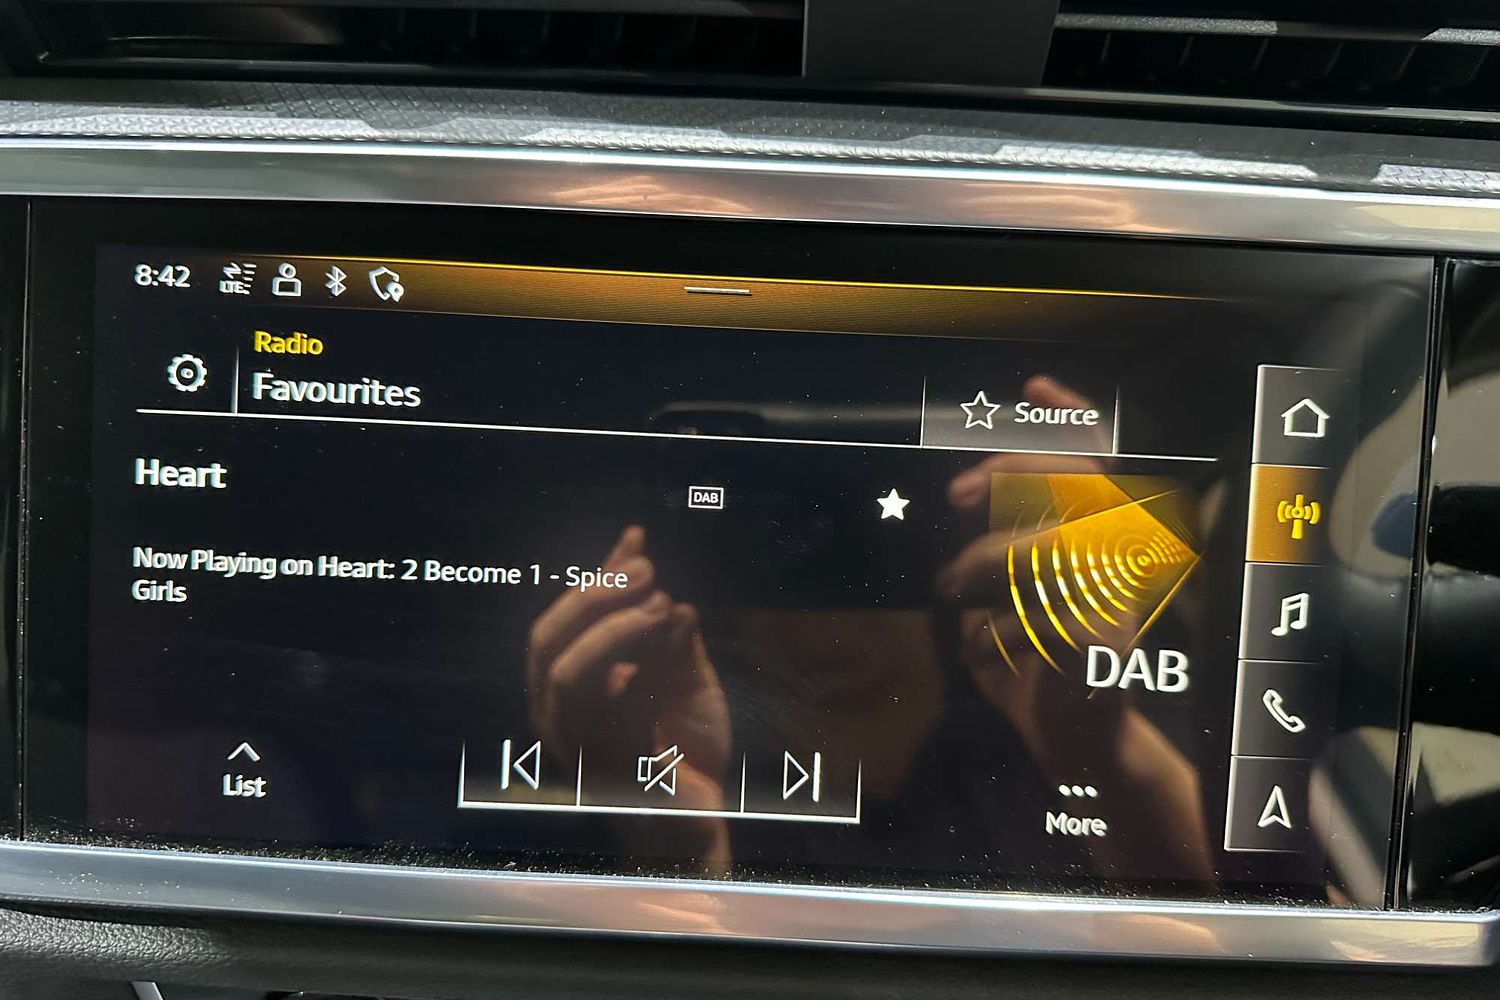 8:42 LTE
Radio
Favourites
Source
Heart
DAB
Now Playing on Heart: 2 Become 1 - Spice
Girls
DAB
List
More